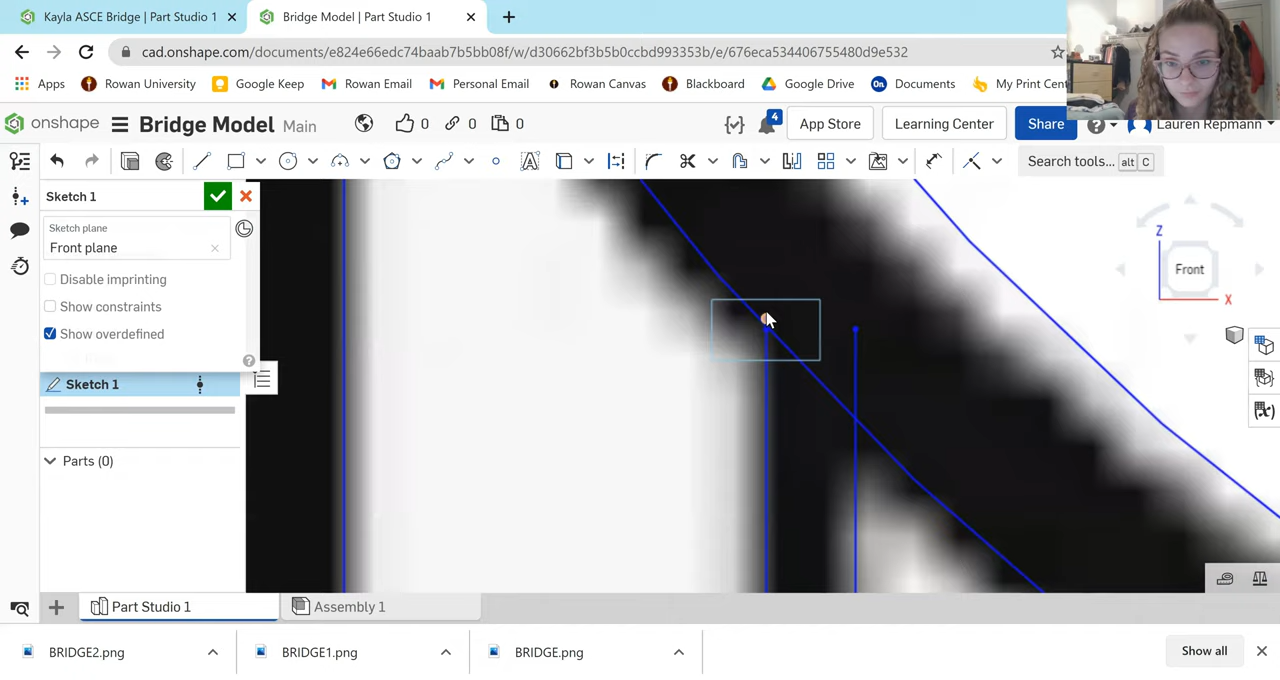 Kayla ASCE Bridge | Part Studio 1
Bridge Model | Part Studio 1
cad.onshape.com/documents/e824e69cdc74baab7b5bb08f/w/d30662bf3b5b0ccbd993353b/e/676eca534406755480d9e532
Apps
Rowan University
Google Keep
Rowan Email
Personal Email
Rowan Canvas
Blackboard
Google Drive
On
Documents
My Print Cent
onshape
Bridge Model
Main
4
App Store
Learning Center
Share
Lauren Repmann
Search tools...
alt
C
Sketch 1
Sketch plane
Front plane
Disable imprinting
Show constraints
Show overdefined
Sketch 1
Parts (0)
Z
Front
X
Part Studio 1
Assembly 1
BRIDGE2.png
BRIDGE1.png
BRIDGE.png
Show all